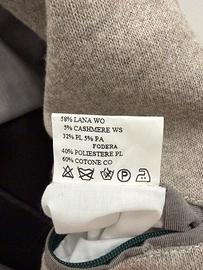 58% LANA WO
5% CASHMERE WS
32% PL 5% PA
FODERA
40% POLIESTERE PL
60% COTONE CO
P